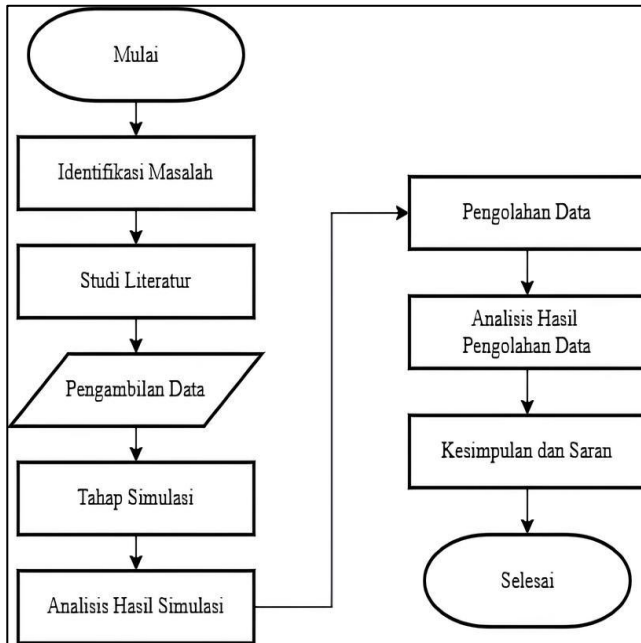 Mulai
Identifikasi Masalah
Studi Literatur
Pengambilan Data
Tahap Simulasi
Analisis Hasil Simulasi
Pengolahan Data
Analisis Hasil
Pengolahan Data
Kesimpulan dan Saran
Selesai